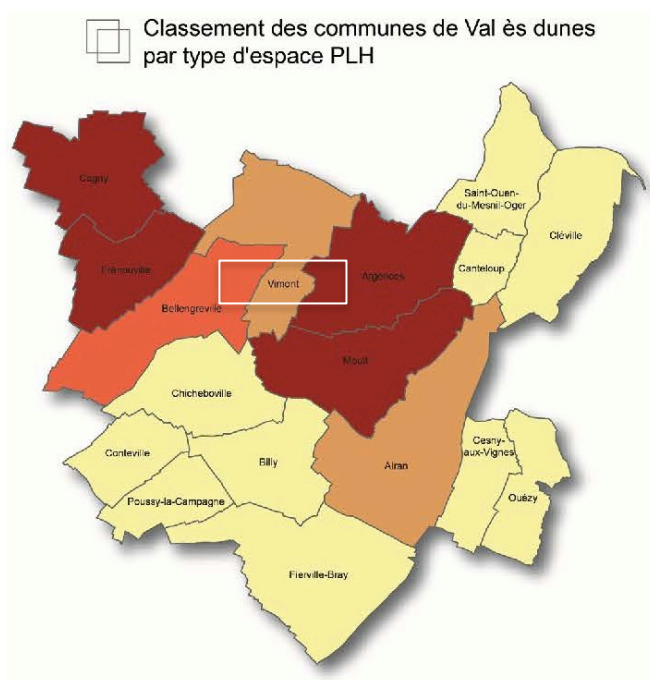 Classement des communes de Val ès dunes
par type d'espace PLH
Cagny
Saint-Ouen-
du-Mesnil-Oger
Cléville
Frénouville
Canteloup
Argences
Vimont
Bellengreville
Moult
Chicheboville
Cesny-
aux-Vignes
Conteville
Billy
Airan
Ouézy
Poussy-la-Campagne
Fierville-Bray